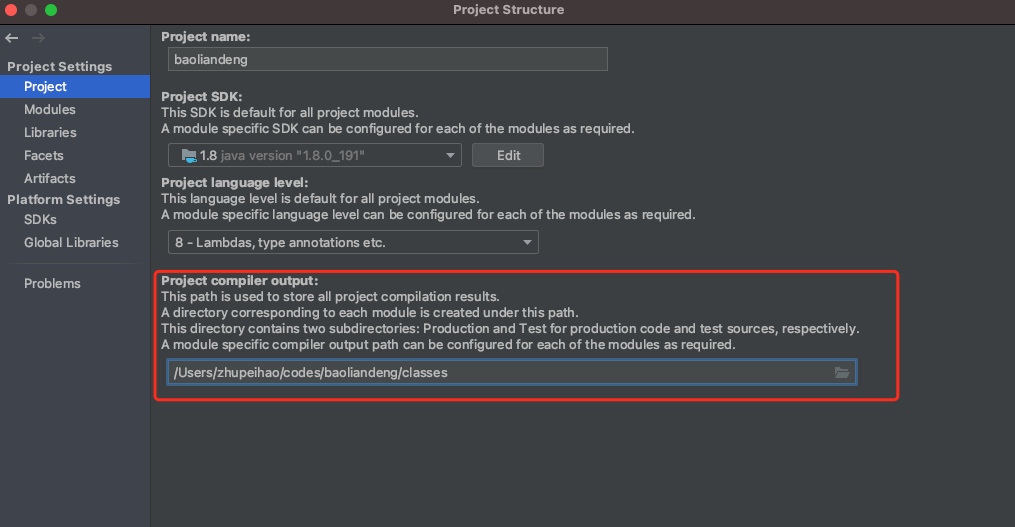 Project Structure
Project Settings
Project
Modules
Libraries
Facets
Artifacts
Platform Settings
SDKs
Global Libraries
Problems
Project name:
baoliandeng
Project SDK:
This SDK is default for all project modules.
A module specific SDK can be configured for each of the modules as required.
1.8 java version "1.8.0_191"
Edit
Project language level:
This language level is default for all project modules.
A module specific language level can be configured for each of the modules as required.
8 - Lambdas, type annotations etc.
Project compiler output:
This path is used to store all project compilation results.
A directory corresponding to each module is created under this path.
This directory contains two subdirectories: Production and Test for production code and test sources, respectively.
A module specific compiler output path can be configured for each of the modules as required.
/Users/zhupeihao/codes/baoliandeng/classes